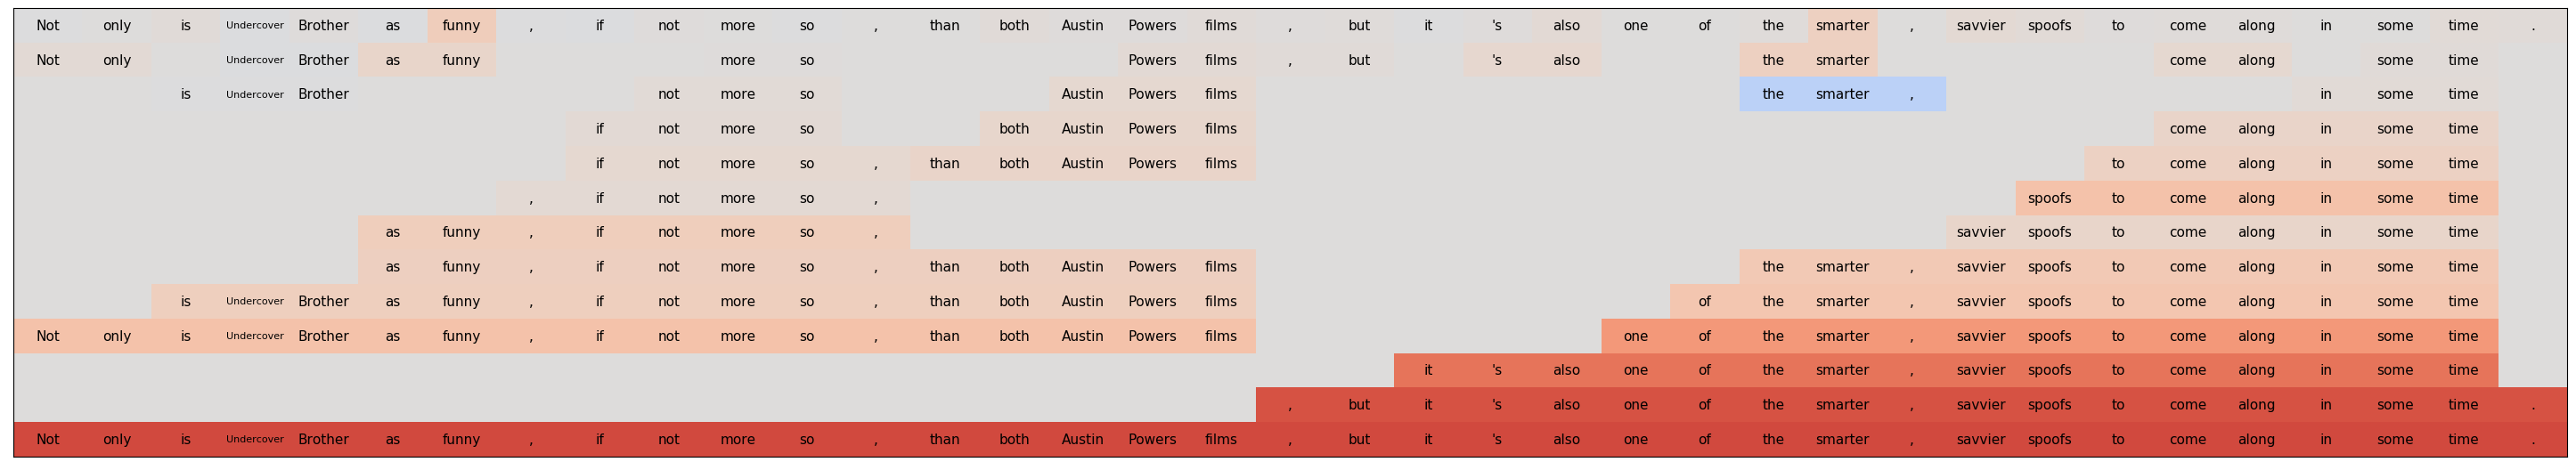 Not only is Undercover Brother as funny , if not more so , than both Austin Powers films , but it 's also one of the smarter , savvier spoofs to come along in some time .
Not only Undercover Brother as funny more so Powers films , but 's also the smarter come along some time
is Undercover Brother not more so Austin Powers films the smarter , in some time
if not more so both Austin Powers films come along in some time
if not more so , than both Austin Powers films to come along in some time
, if not more so , spoofs to come along in some time
as funny , if not more so , savvier spoofs to come along in some time
as funny , if not more so , than both Austin Powers films the smarter , savvier spoofs to come along in some time
is Undercover Brother as funny , if not more so , than both Austin Powers films of the smarter , savvier spoofs to come along in some time
Not only is Undercover Brother as funny , if not more so , than both Austin Powers films one of the smarter , savvier spoofs to come along in some time
it 's also one of the smarter , savvier spoofs to come along in some time
, but it 's also one of the smarter , savvier spoofs to come along in some time .
Not only is Undercover Brother as funny , if not more so , than both Austin Powers films , but it 's also one of the smarter , savvier spoofs to come along in some time .